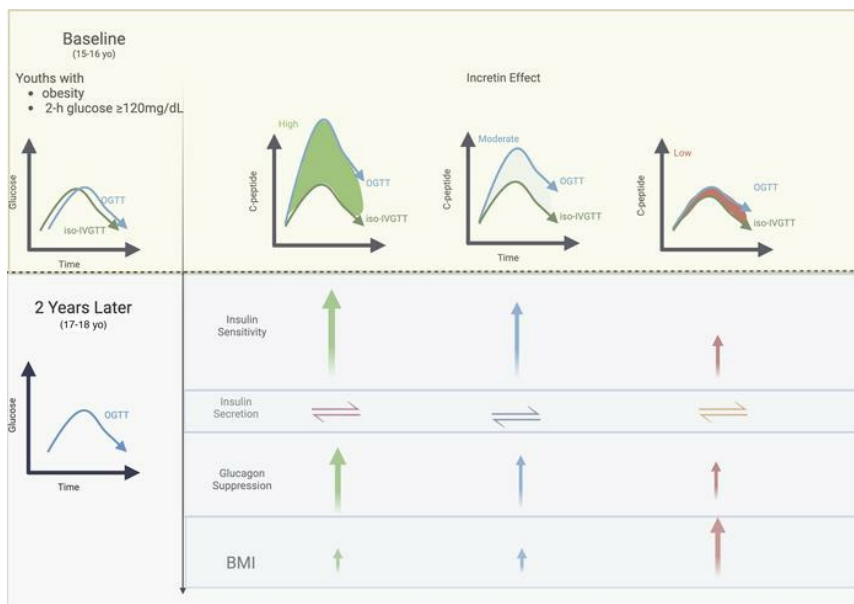 Baseline
(15-16 yo)
Youths with
• obesity
• 2-h glucose ≥120mg/dL
Glucose
OGTT
iso-IVGTT
Time
Incretin Effect
High
C-peptide
OGTT
iso-IVGTT
Time
Moderate
C-peptide
OGTT
iso-IVGTT
Time
Low
C-peptide
OGTT
iso-IVGTT
Time
2 Years Later
(17-18 yo)
Glucose
OGTT
Time
Insulin
Sensitivity
Insulin
Secretion
Glucagon
Suppression
BMI